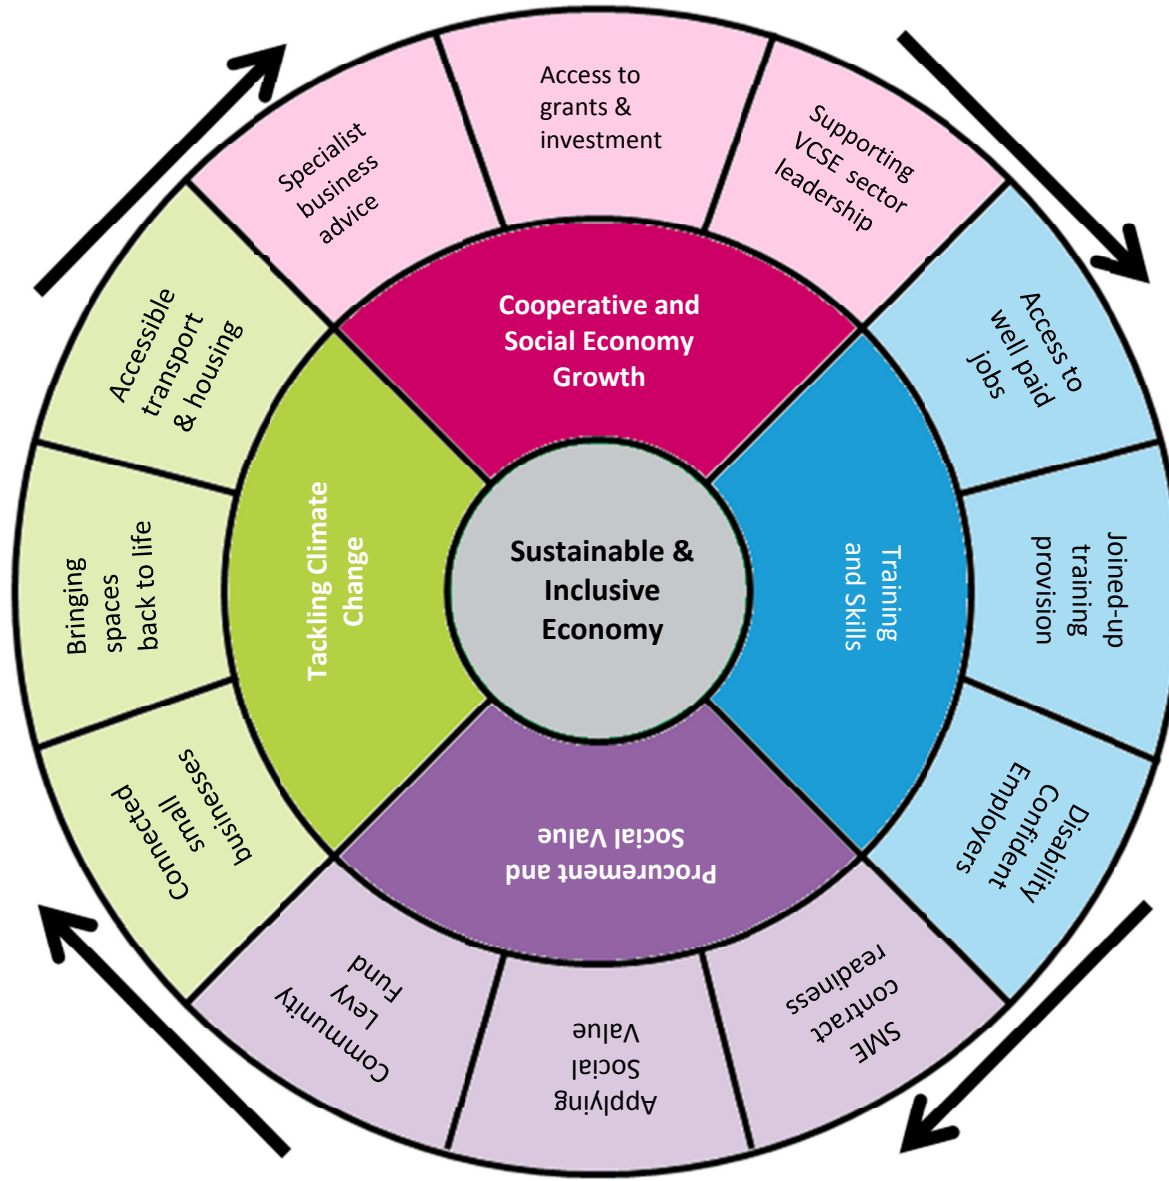 Specialist
business
advice
Access to
grants &
investment
Supporting
VCSE sector
leadership
Access to
well paid
jobs
Joined-up
training
provision
Disability
Confident
Employers
SME
contract
readiness
Applying
Social
Value
Community
Levy
Fund
Connected
small
businesses
Bringing
spaces
back to life
Accessible
transport
& housing
Cooperative and
Social Economy
Growth
Training
and Skills
Procurement and
Social Value
Tackling Climate
Change
Sustainable &
Inclusive
Economy